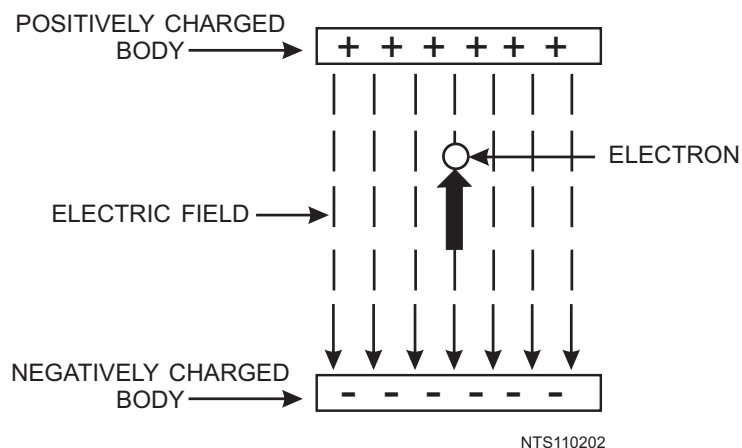 POSITIVELY CHARGED
BODY
+ + + + + +
ELECTRON
ELECTRIC FIELD
NEGATIVELY CHARGED
BODY
- - - - - -
NTS110202